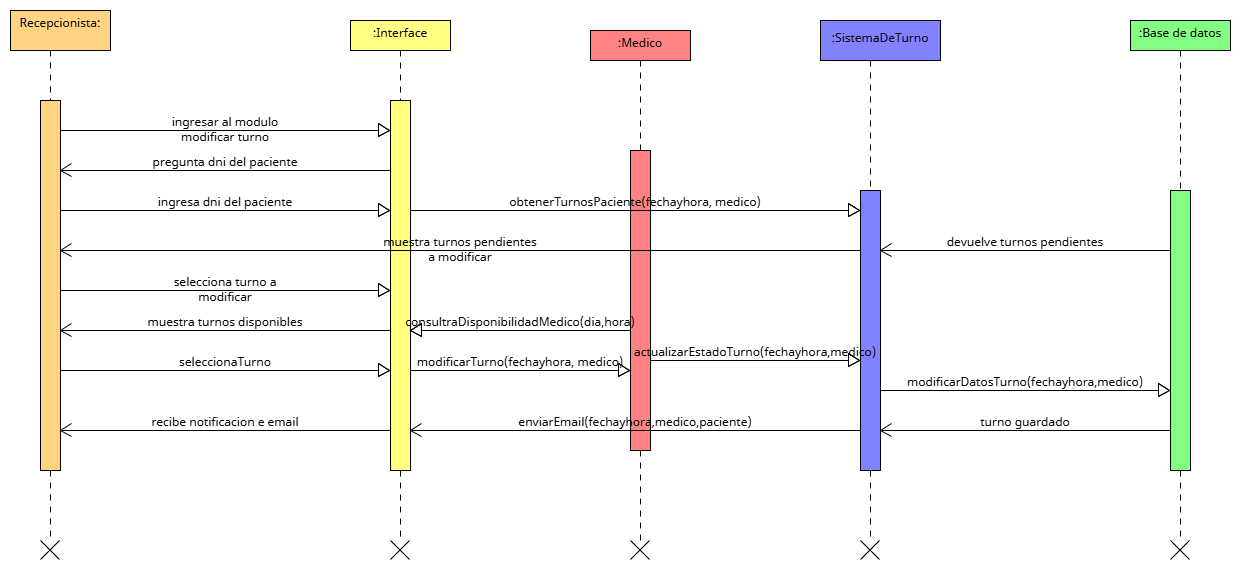 Recepcionista:
:Interface
:Medico
:SistemaDeTurno
:Base de datos
ingresar al modulo
modificar turno
pregunta dni del paciente
ingresa dni del paciente
obtenerTurnosPaciente(fechayhora, medico)
muestra turnos pendientes
a modificar
devuelve turnos pendientes
selecciona turno a
modificar
muestra turnos disponibles
consultraDisponibilidadMedico(dia,hora)
seleccionaTurno
modificarTurno(fechayhora, medico)
actualizarEstadoTurno(fechayhora,medico)
modificarDatosTurno(fechayhora,medico)
recibe notificacion e email
enviarEmail(fechayhora,medico,paciente)
turno guardado